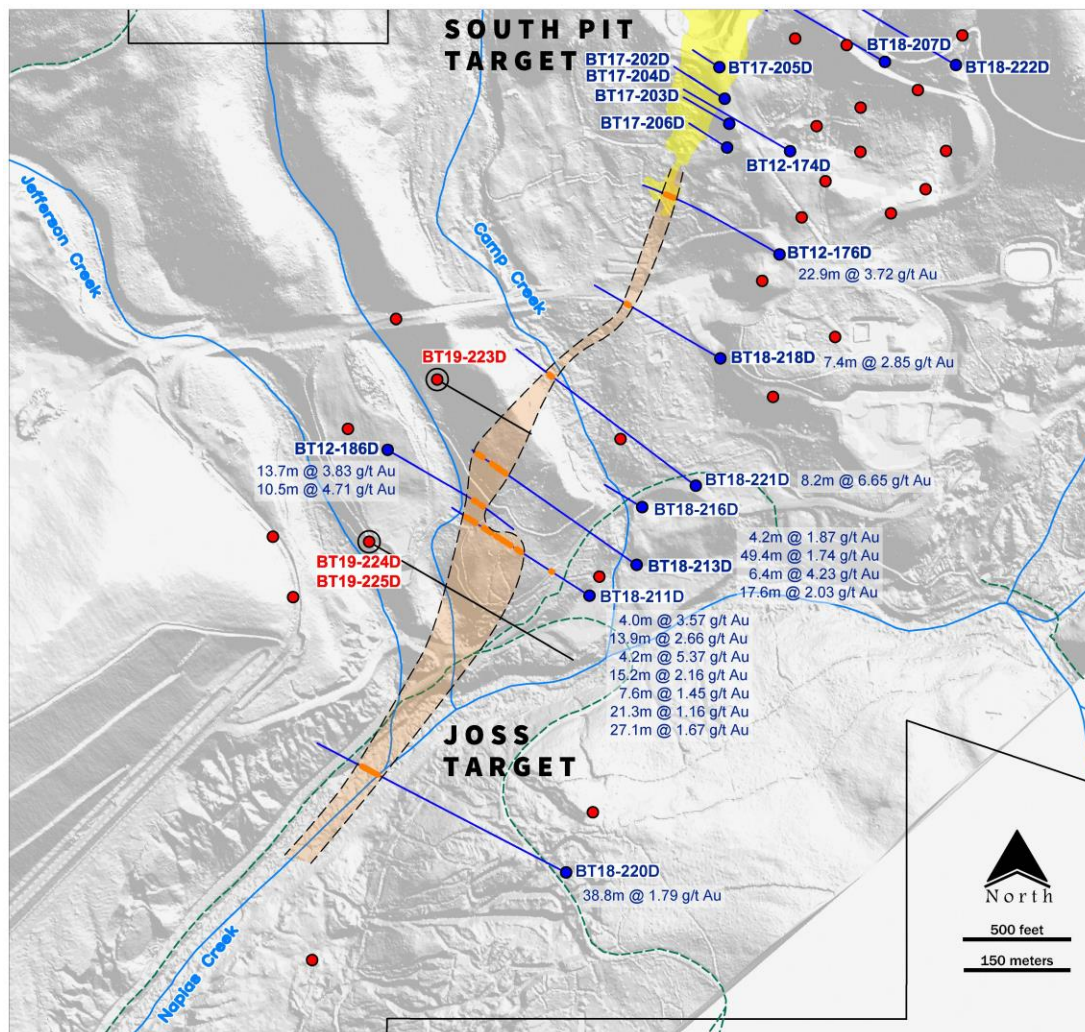 SOUTH PIT
TARGET
BT17-202D
BT17-204D
BT17-203D
BT17-206D
BT17-205D
BT18-207D
BT18-222D
BT12-174D
Jefferson Creek
Camp Creek
BT12-176D
22.9m @ 3.72 g/t Au
BT18-218D
7.4m @ 2.85 g/t Au
BT19-223D
BT12-186D
13.7m @ 3.83 g/t Au
10.5m @ 4.71 g/t Au
BT18-221D
8.2m @ 6.65 g/t Au
BT18-216D
BT18-213D
4.2m @ 1.87 g/t Au
49.4m @ 1.74 g/t Au
6.4m @ 4.23 g/t Au
17.6m @ 2.03 g/t Au
BT19-224D
BT19-225D
BT18-211D
4.0m @ 3.57 g/t Au
13.9m @ 2.66 g/t Au
4.2m @ 5.37 g/t Au
15.2m @ 2.16 g/t Au
7.6m @ 1.45 g/t Au
21.3m @ 1.16 g/t Au
27.1m @ 1.67 g/t Au
JOSS
TARGET
BT18-220D
38.8m @ 1.79 g/t Au
Napias Creek
North
500 feet
150 meters